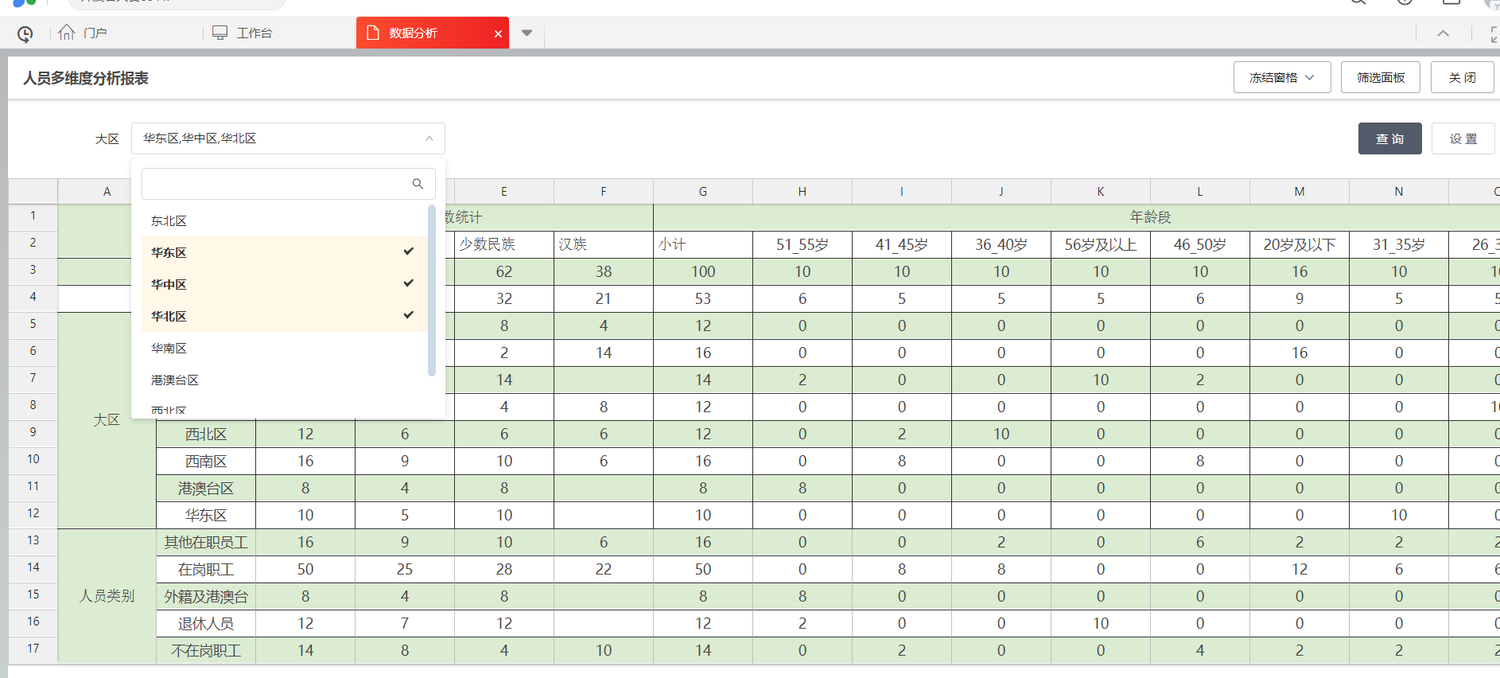 门户 工作台 数据分析
人员多维度分析报表 冻结窗格 筛选面板 关 闭
大区 华东区,华中区,华北区 查 询 设 置
东北区
华东区
华中区
华北区
华南区
港澳台区
西北区
A E F G H I J K L M N
1 数统计 年龄段
2 少数民族 汉族 小计 51_55岁 41_45岁 36_40岁 56岁及以上 46_50岁 20岁及以下 31_35岁 26_3
3 62 38 100 10 10 10 10 10 16 10
4 32 21 53 6 5 5 5 6 9 5
5 8 4 12 0 0 0 0 0 0 0
6 2 14 16 0 0 0 0 0 16 0
7 14 14 2 0 0 10 2 0 0
8 4 8 12 0 0 0 0 0 0 0
大区
9 西北区 12 6 6 6 12 0 2 10 0 0 0 0
10 西南区 16 9 10 6 16 0 8 0 0 8 0 0
11 港澳台区 8 4 8 8 8 0 0 0 0 0 0
12 华东区 10 5 10 10 0 0 0 0 0 0 10
13 其他在职员工 16 9 10 6 16 0 0 2 0 6 2 2
14 在岗职工 50 25 28 22 50 0 8 8 0 0 12 6
人员类别
15 外籍及港澳台 8 4 8 8 8 0 0 0 0 0 0
16 退休人员 12 7 12 12 2 0 0 10 0 0 0
17 不在岗职工 14 8 4 10 14 0 2 0 0 4 2 2